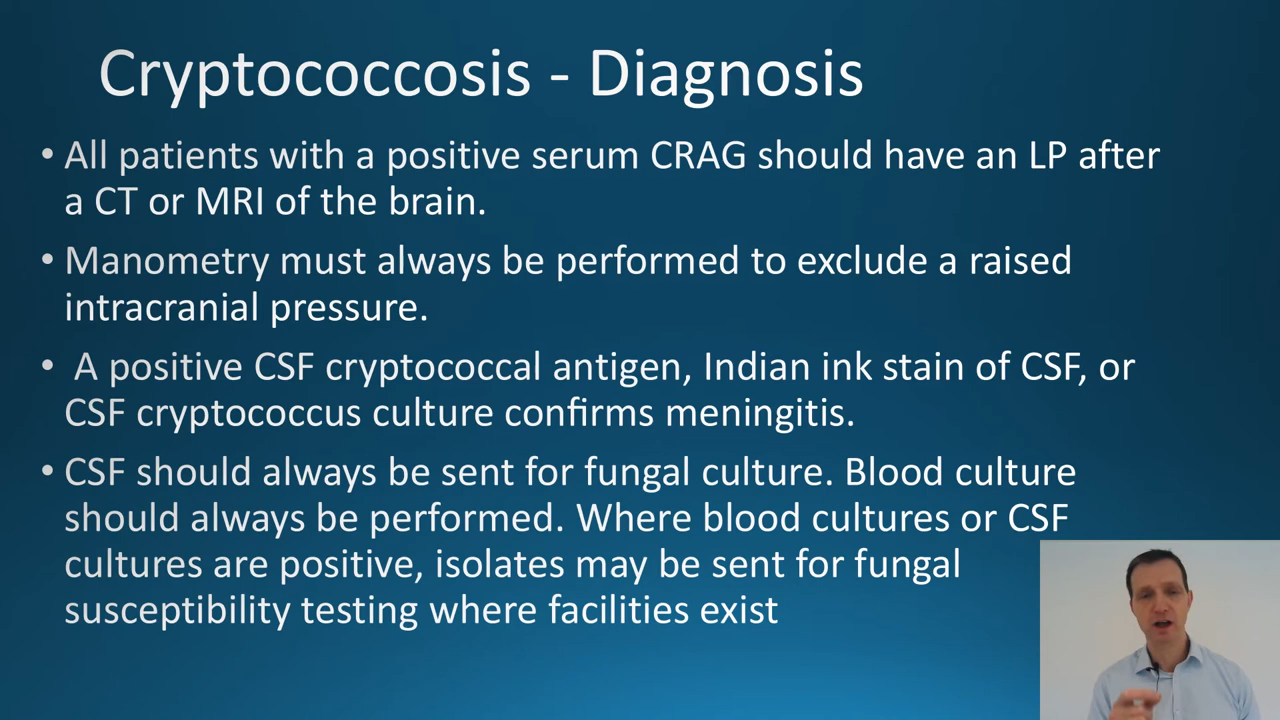 Cryptococcosis - Diagnosis
• All patients with a positive serum CRAG should have an LP after
a CT or MRI of the brain.
• Manometry must always be performed to exclude a raised
intracranial pressure.
• A positive CSF cryptococcal antigen, Indian ink stain of CSF, or
CSF cryptococcus culture confirms meningitis.
• CSF should always be sent for fungal culture. Blood culture
should always be performed. Where blood cultures or CSF
cultures are positive, isolates may be sent for fungal
susceptibility testing where facilities exist